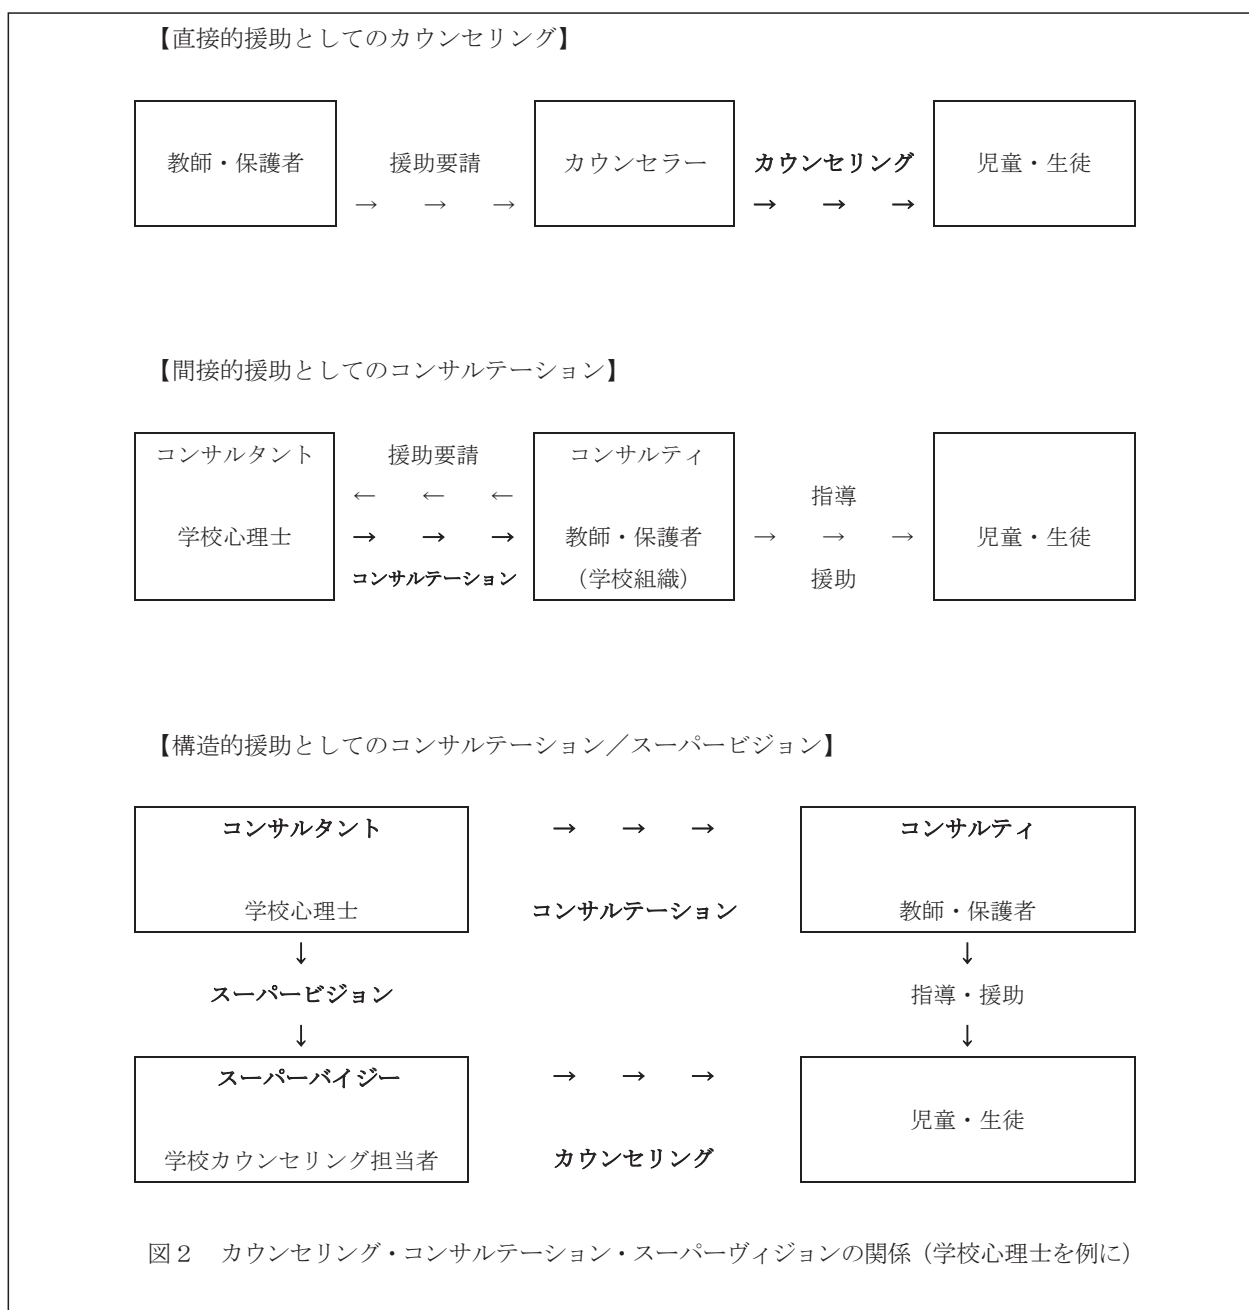 【直接的援助としてのカウンセリング】
教師・保護者 援助要請 カウンセラー カウンセリング 児童・生徒
→ → → → → →
【間接的援助としてのコンサルテーション】
コンサルタント 援助要請 コンサルティ
← ← ← 指導
学校心理士 → → → 教師・保護者 → → → 児童・生徒
コンサルテーション （学校組織） 援助
【構造的援助としてのコンサルテーション／スーパービジョン】
コンサルタント → → → コンサルティ
学校心理士 コンサルテーション 教師・保護者
↓ ↓
スーパービジョン 指導・援助
↓ ↓
スーパーバイジー → → →
児童・生徒
学校カウンセリング担当者 カウンセリング
図２ カウンセリング・コンサルテーション・スーパーヴィジョンの関係（学校心理士を例に）